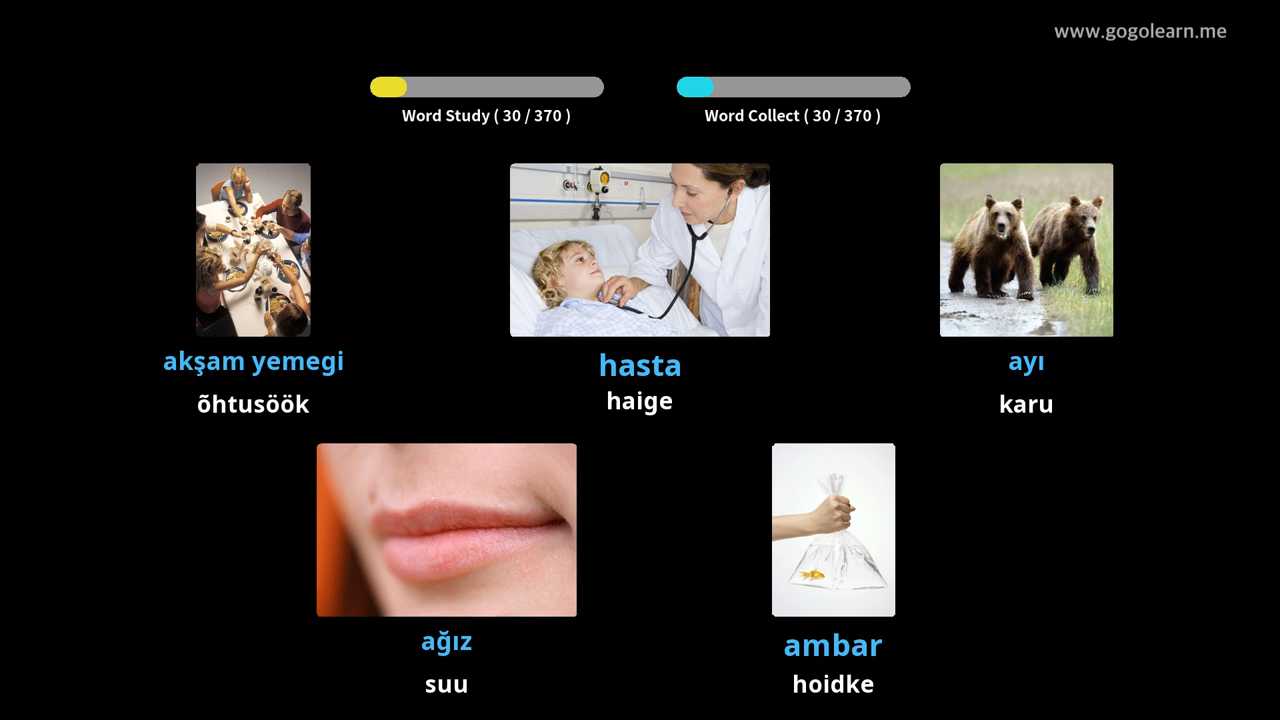 www.gogolearn.me
Word Study ( 30 / 370 )
Word Collect ( 30 / 370 )
akşam yemegi
hasta
ayı
õhtusöök
haige
karu
ağız
ambar
suu
hoidke